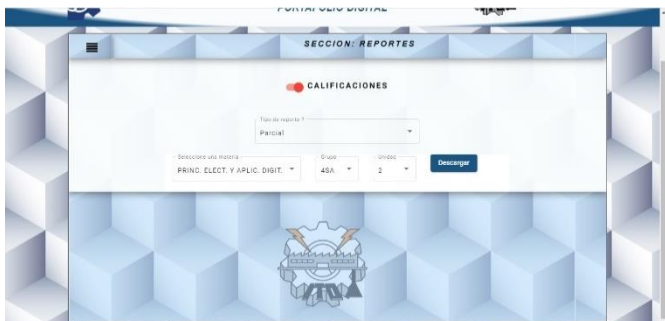 PORTAFOLIO DIGITAL
SECCION: REPORTES
CALIFICACIONES
Tipo de reporte ?
Parcial
Seleccione una materia
Grupo
Unidad
PRINC. ELECT. Y APLIC. DIGIT.
4SA
2
Descargar
ITO